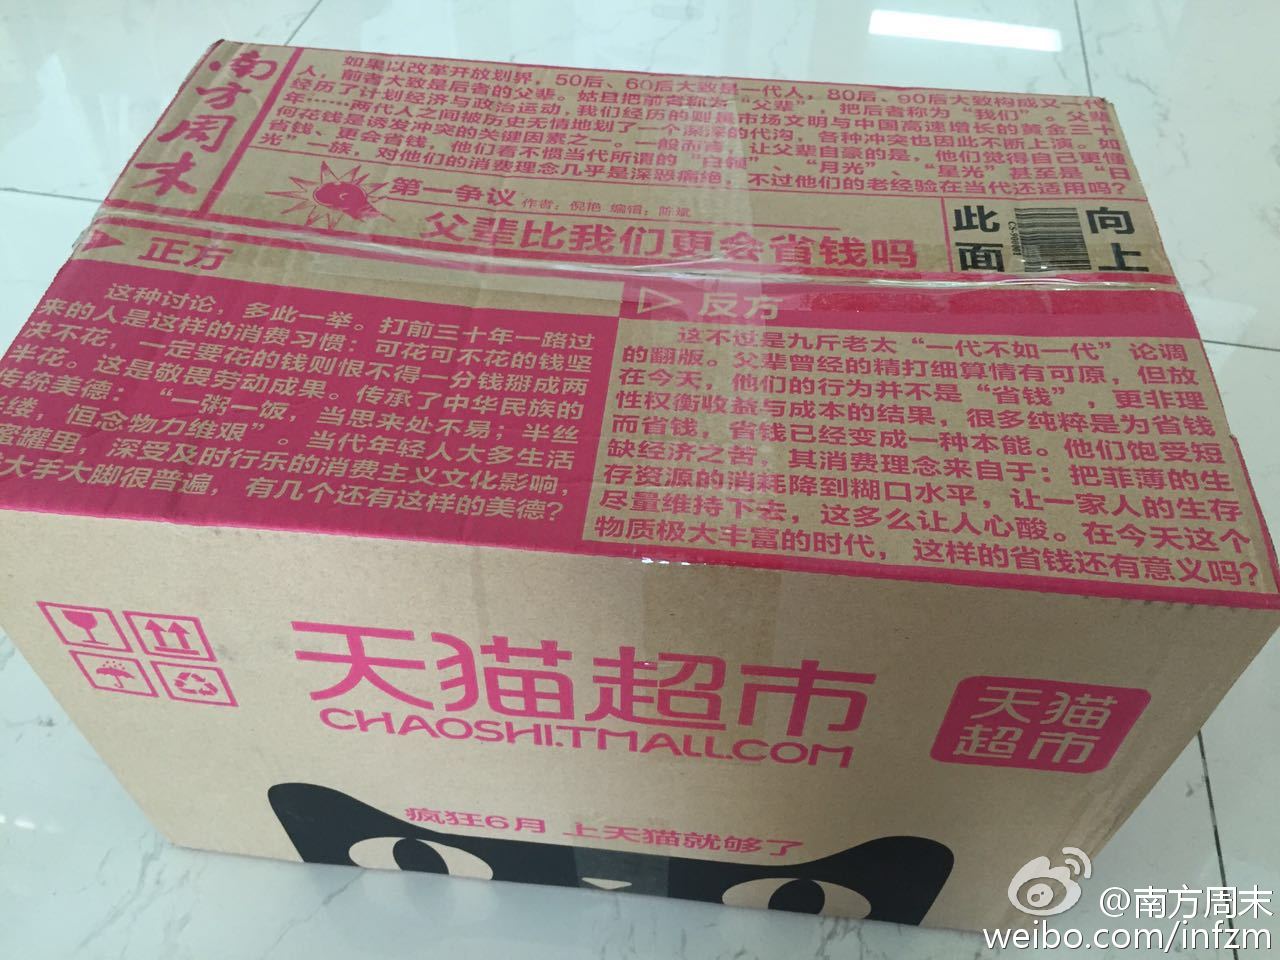 南方周末
如果以改革开放划界，50后、60后大致是一代人，80后、90后大致构成又一代
人，前者大致是后者的父辈。姑且把前者称为“父辈”，把后者称为“我们”。父辈
经历了计划经济与政治运动，我们经历的则是市场文明与中国高速增长的黄金三十
年……两代人之间被历史无情地划了一个深深的代沟，各种冲突也因此不断上演。如
何花钱是诱发冲突的关键因素之一。一般而言，让父辈自豪的是，他们觉得自己更懂
省钱、更会省钱，他们看不惯当代所谓的“白领”、“月光”、“星光”甚至是“日
光”一族，对他们的消费理念几乎是深恶痛绝。不过他们的老经验在当代还适用吗？
第一争议 作者：倪艳 编辑：陈斌
父辈比我们更会省钱吗
此面
向上
正方
这种讨论，多此一举。打前三十年一路过
来的人是这样的消费习惯：可花可不花的钱坚
决不花，一定要花的钱则恨不得一分钱掰成两
半花。这是敬畏劳动成果。传承了中华民族的
传统美德：“一粥一饭，当思来处不易；半丝
缕，恒念物力维艰”。当代年轻人大多生活
蜜罐里，深受及时行乐的消费主义文化影响，
大手大脚很普遍，有几个还有这样的美德？
反方
这不过是九斤老太“一代不如一代”论调
的翻版。父辈曾经的精打细算情有可原，但放
在今天，他们的行为并不是“省钱”，更非理
性权衡收益与成本的结果，很多纯粹是为省钱
而省钱，省钱已经变成一种本能。他们饱受短
缺经济之苦，其消费理念来自于：把菲薄的生
存资源的消耗降到糊口水平，让一家人的生存
尽量维持下去，这多么让人心酸。在今天这个
物质极大丰富的时代，这样的省钱还有意义吗？
天猫超市
CHAOSHI.TMALL.COM
天猫
超市
疯狂6月 上天猫就够了
@南方周末
weibo.com/infzm